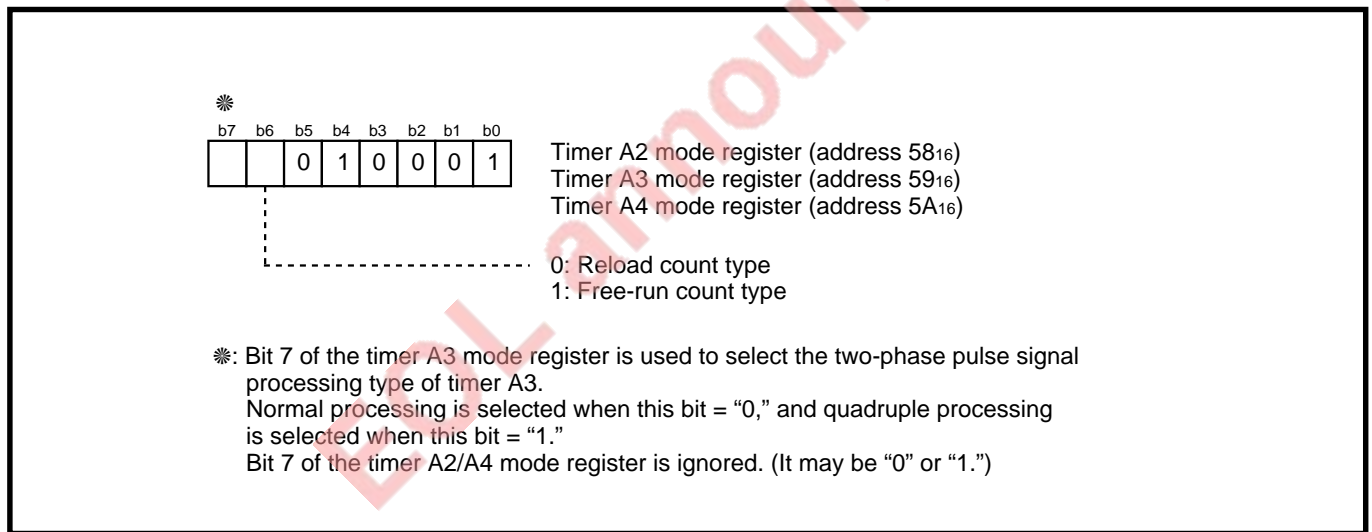 ※
b7 b6 b5 b4 b3 b2 b1 b0
0 1 0 0 0 1
Timer A2 mode register (address 5816)
Timer A3 mode register (address 5916)
Timer A4 mode register (address 5A16)
0: Reload count type
1: Free-run count type
※: Bit 7 of the timer A3 mode register is used to select the two-phase pulse signal
processing type of timer A3.
Normal processing is selected when this bit = “0,” and quadruple processing
is selected when this bit = “1.”
Bit 7 of the timer A2/A4 mode register is ignored. (It may be “0” or “1.”)
EOL announ